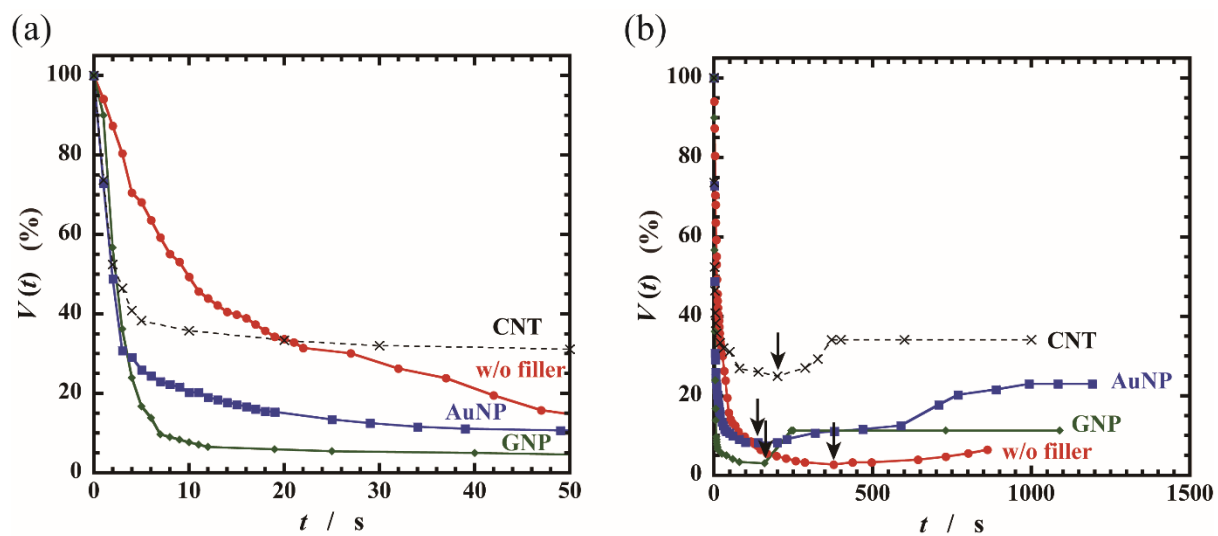 (a)
100
80
60
40
20
0
V(t) (%)
CNT
w/o filler
AuNP
GNP
0 10 20 30 40 50
t / s
(b)
100
80
60
40
20
0
V(t) (%)
CNT
AuNP
GNP
w/o filler
0 500 1000 1500
t / s